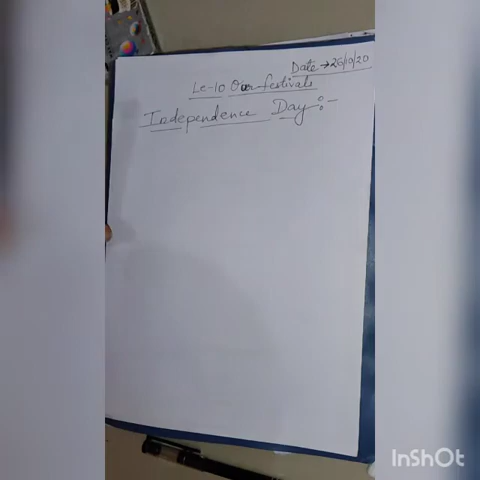 Date → 26/10/20
Le-10 Our festivals
Independence Day :-
InShOt